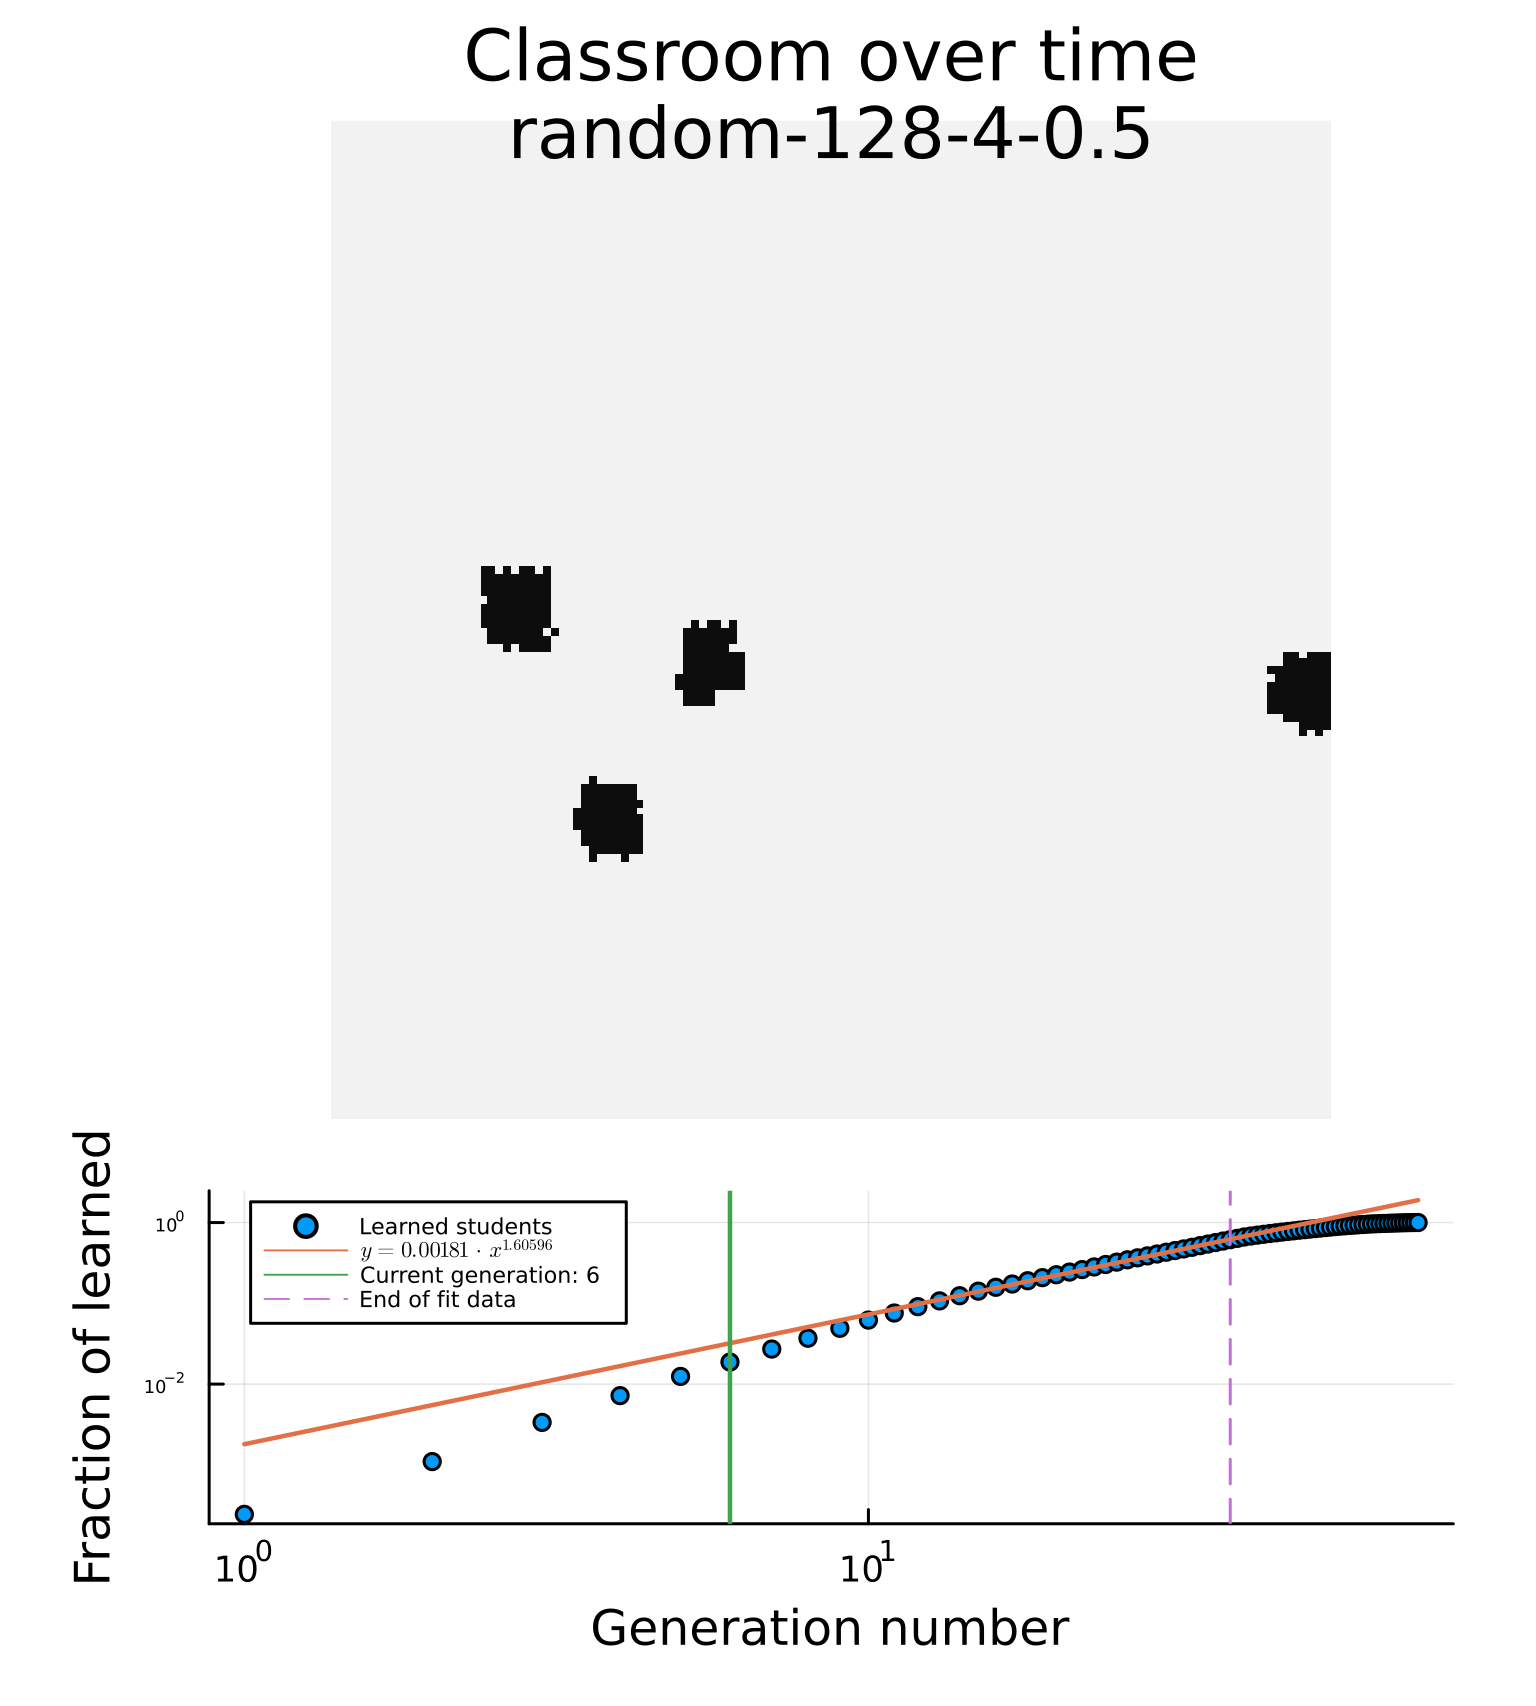 Classroom over time
random-128-4-0.5
Fraction of learned
10^0
10^-2
Learned students
y = 0.00181 · x^1.60596
Current generation: 6
End of fit data
10^0
10^1
Generation number